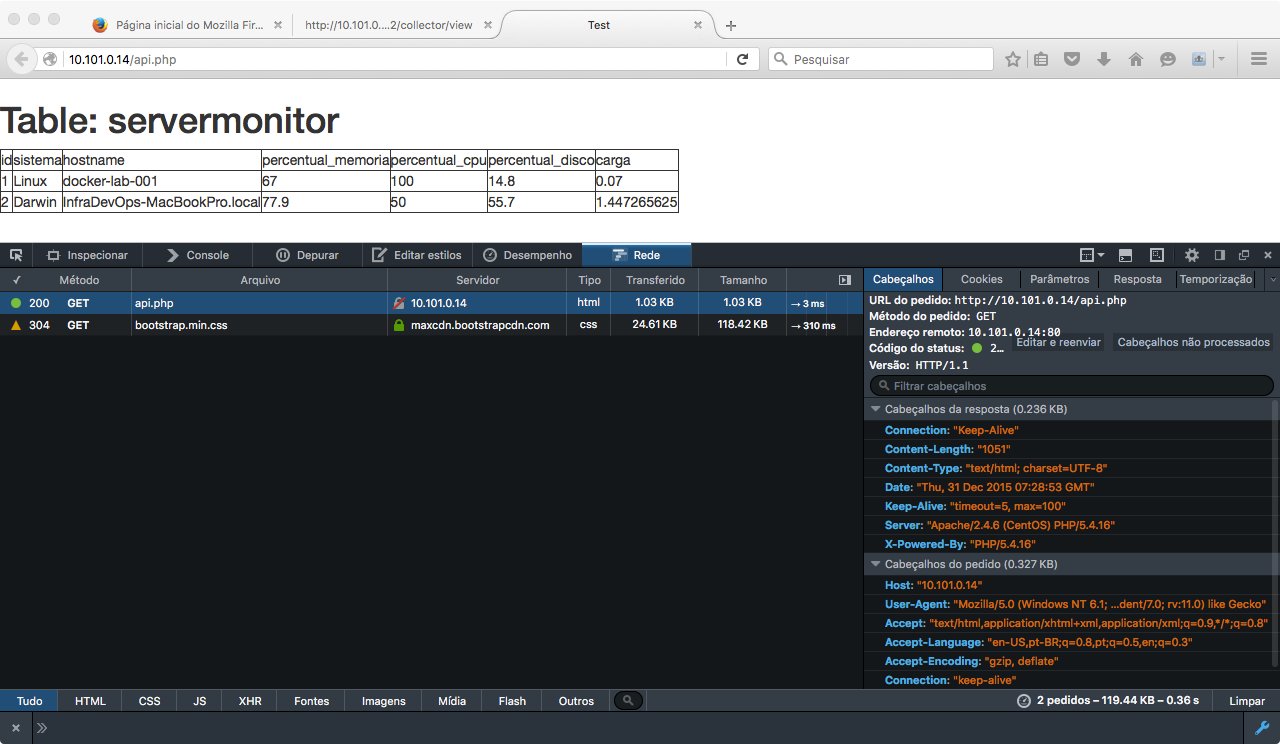 Página inicial do Mozilla Fir... × http://10.101.0....2/collector/view × Test ×
10.101.0.14/api.php Pesquisar
Table: servermonitor
id sistema hostname percentual_memoria percentual_cpu percentual_disco carga
1 Linux docker-lab-001 67 100 14.8 0.07
2 Darwin InfraDevOps-MacBookPro.local 77.9 50 55.7 1.447265625
Inspecionar Console Depurar Editar estilos Desempenho Rede
✓ Método Arquivo Servidor Tipo Transferido Tamanho
200 GET api.php 10.101.0.14 html 1.03 KB 1.03 KB → 3 ms
304 GET bootstrap.min.css maxcdn.bootstrapcdn.com css 24.61 KB 118.42 KB → 310 ms
Cabeçalhos Cookies Parâmetros Resposta Temporização
URL do pedido: http://10.101.0.14/api.php
Método do pedido: GET
Endereço remoto: 10.101.0.14:80
Código do status: 2... Editar e reenviar Cabeçalhos não processados
Versão: HTTP/1.1
Filtrar cabeçalhos
Cabeçalhos da resposta (0.236 KB)
Connection: "Keep-Alive"
Content-Length: "1051"
Content-Type: "text/html; charset=UTF-8"
Date: "Thu, 31 Dec 2015 07:28:53 GMT"
Keep-Alive: "timeout=5, max=100"
Server: "Apache/2.4.6 (CentOS) PHP/5.4.16"
X-Powered-By: "PHP/5.4.16"
Cabeçalhos do pedido (0.327 KB)
Host: "10.101.0.14"
User-Agent: "Mozilla/5.0 (Windows NT 6.1; ...dent/7.0; rv:11.0) like Gecko"
Accept: "text/html,application/xhtml+xml,application/xml;q=0.9,*/*;q=0.8"
Accept-Language: "en-US,pt-BR;q=0.8,pt;q=0.5,en;q=0.3"
Accept-Encoding: "gzip, deflate"
Connection: "keep-alive"
Tudo HTML CSS JS XHR Fontes Imagens Mídia Flash Outros 2 pedidos – 119.44 KB – 0.36 s Limpar